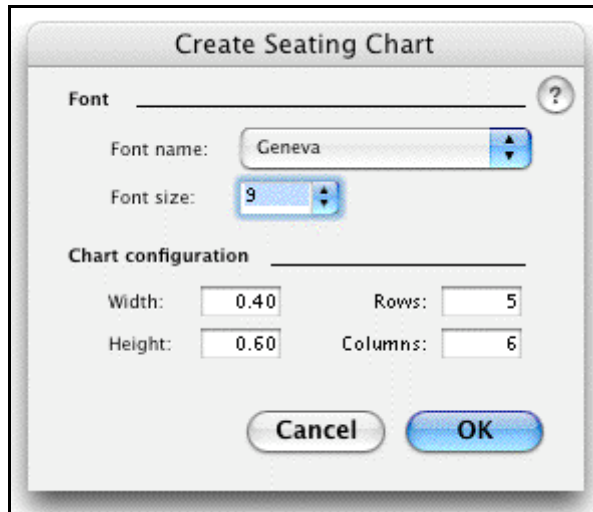 Create Seating Chart
Font ?
Font name: Geneva
Font size: 9
Chart configuration
Width: 0.40 Rows: 5
Height: 0.60 Columns: 6
Cancel OK